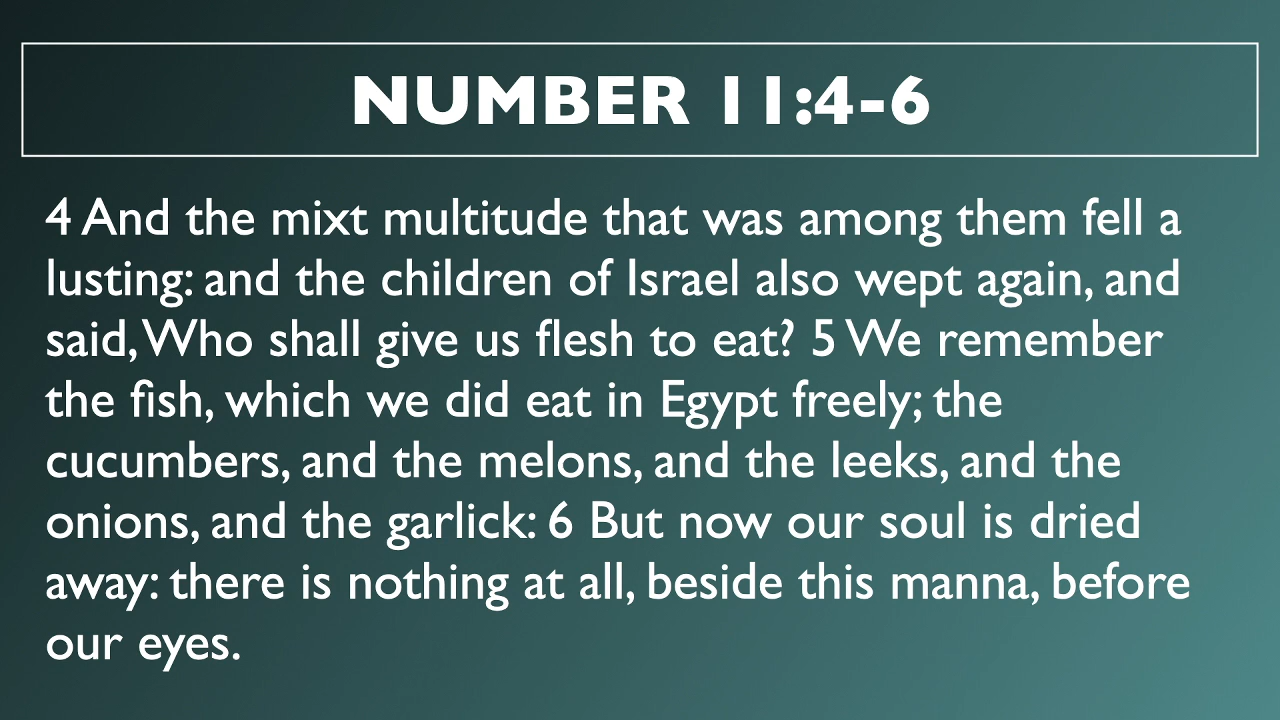 NUMBER 11:4-6
4 And the mixt multitude that was among them fell a
lusting: and the children of Israel also wept again, and
said, Who shall give us flesh to eat? 5 We remember
the fish, which we did eat in Egypt freely; the
cucumbers, and the melons, and the leeks, and the
onions, and the garlick: 6 But now our soul is dried
away: there is nothing at all, beside this manna, before
our eyes.